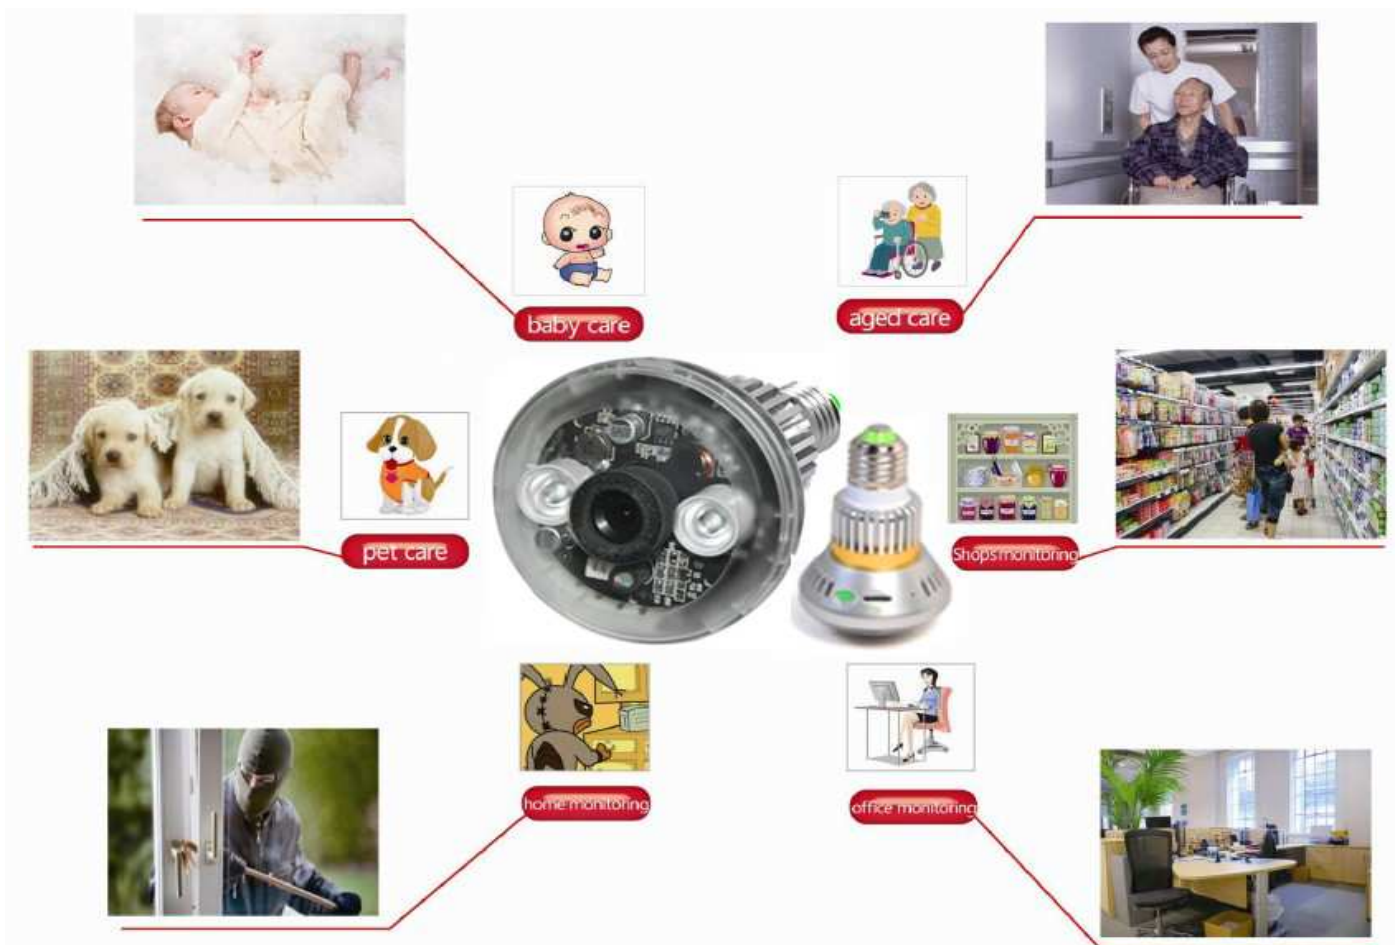 baby care
aged care
pet care
Shops monitoring
home monitoring
office monitoring